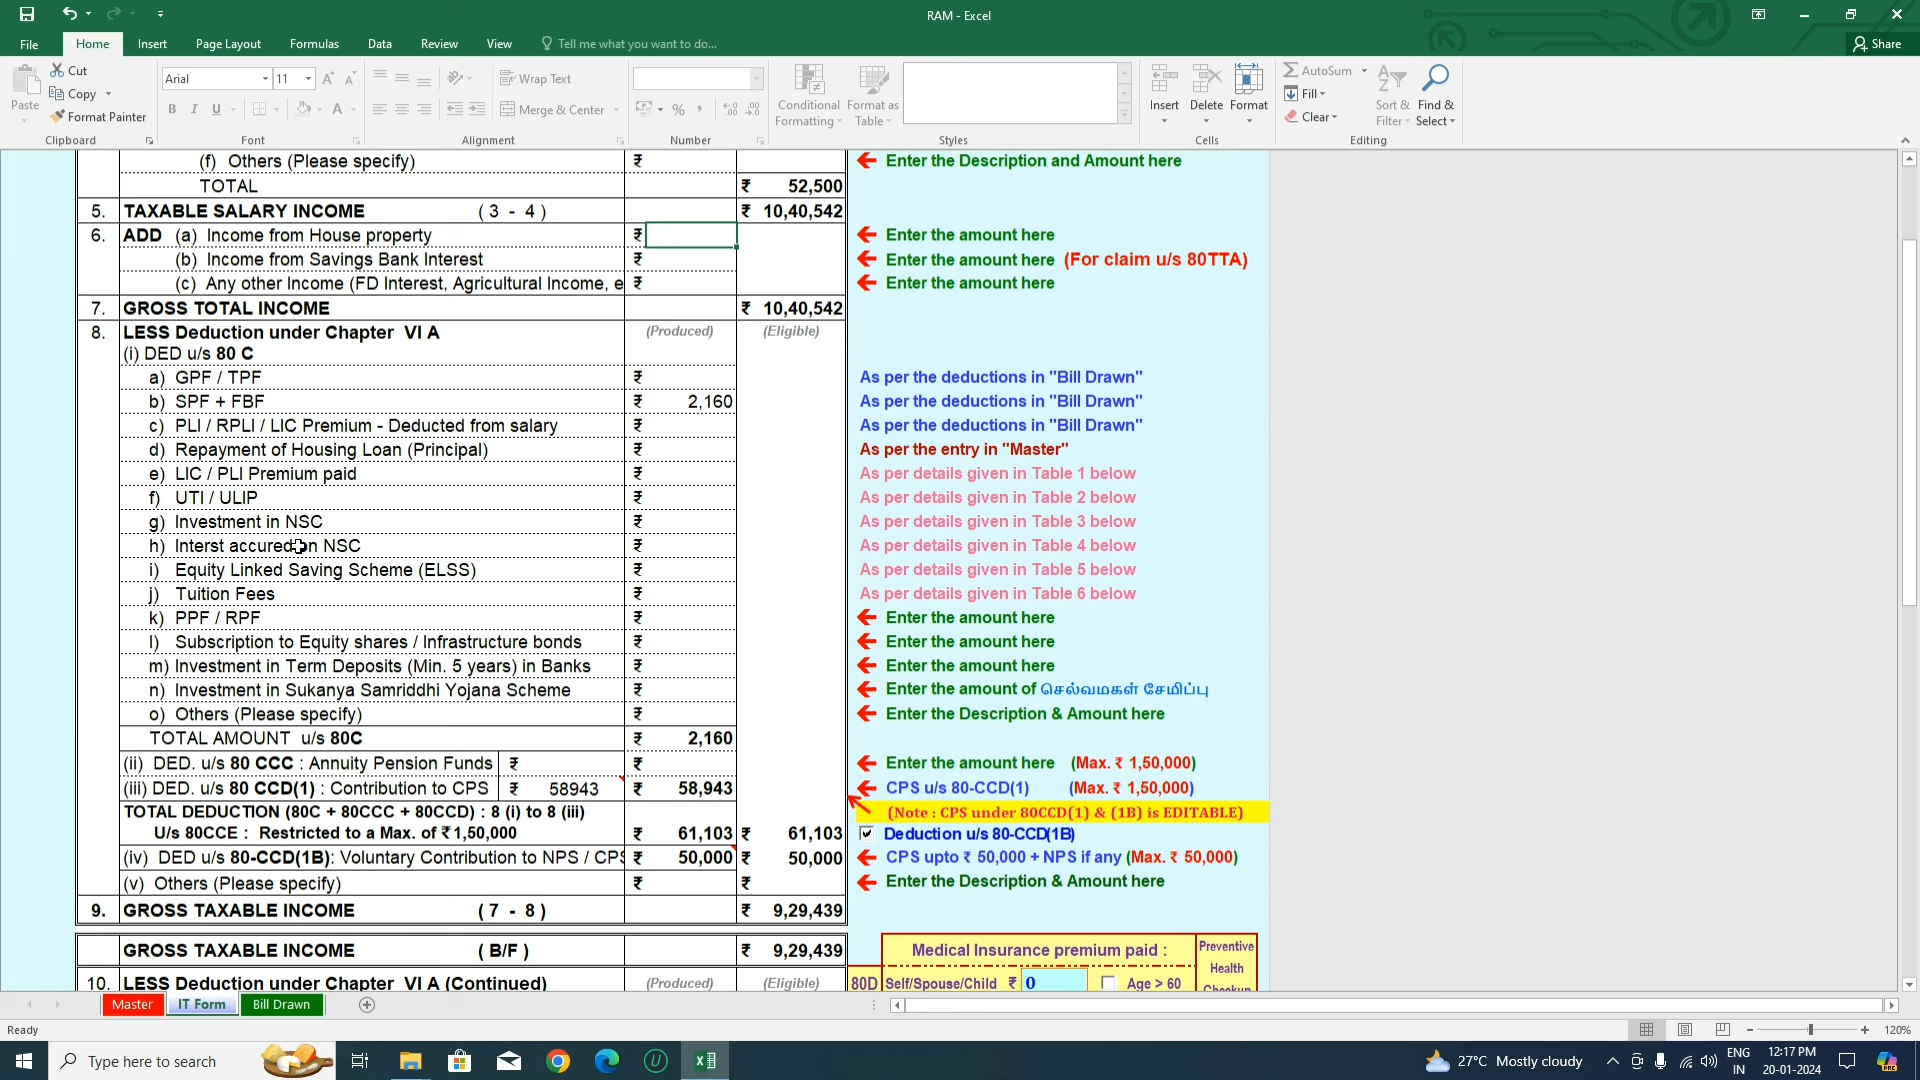 RAM - Excel
File Home Insert Page Layout Formulas Data Review View Tell me what you want to do... Share
Paste Cut Copy Format Painter Clipboard
Arial 11 B I U Font
Wrap Text Merge & Center Alignment
% Number
Conditional Formatting Format as Table Styles
Insert Delete Format Cells
AutoSum Fill Clear Sort & Filter Find & Select Editing
(f) Others (Please specify) ₹ Enter the Description and Amount here
TOTAL ₹ 52,500
5. TAXABLE SALARY INCOME ( 3 - 4 ) ₹ 10,40,542
6. ADD (a) Income from House property ₹ Enter the amount here
(b) Income from Savings Bank Interest ₹ Enter the amount here (For claim u/s 80TTA)
(c) Any other Income (FD Interest, Agricultural Income, e ₹ Enter the amount here
7. GROSS TOTAL INCOME ₹ 10,40,542
8. LESS Deduction under Chapter VI A (Produced) (Eligible)
(i) DED u/s 80 C
a) GPF / TPF ₹ As per the deductions in "Bill Drawn"
b) SPF + FBF ₹ 2,160 As per the deductions in "Bill Drawn"
c) PLI / RPLI / LIC Premium - Deducted from salary ₹ As per the deductions in "Bill Drawn"
d) Repayment of Housing Loan (Principal) ₹ As per the entry in "Master"
e) LIC / PLI Premium paid ₹ As per details given in Table 1 below
f) UTI / ULIP ₹ As per details given in Table 2 below
g) Investment in NSC ₹ As per details given in Table 3 below
h) Interst accured on NSC ₹ As per details given in Table 4 below
i) Equity Linked Saving Scheme (ELSS) ₹ As per details given in Table 5 below
j) Tuition Fees ₹ As per details given in Table 6 below
k) PPF / RPF ₹ Enter the amount here
l) Subscription to Equity shares / Infrastructure bonds ₹ Enter the amount here
m) Investment in Term Deposits (Min. 5 years) in Banks ₹ Enter the amount here
n) Investment in Sukanya Samriddhi Yojana Scheme ₹ Enter the amount of செல்வமகள் சேமிப்பு
o) Others (Please specify) ₹ Enter the Description & Amount here
TOTAL AMOUNT u/s 80C ₹ 2,160
(ii) DED. u/s 80 CCC : Annuity Pension Funds ₹ ₹ Enter the amount here (Max. ₹ 1,50,000)
(iii) DED. u/s 80 CCD(1) : Contribution to CPS ₹ 58943 ₹ 58,943 CPS u/s 80-CCD(1) (Max. ₹ 1,50,000)
TOTAL DEDUCTION (80C + 80CCC + 80CCD) : 8 (i) to 8 (iii) (Note : CPS under 80CCD(1) & (1B) is EDITABLE)
U/s 80CCE : Restricted to a Max. of ₹1,50,000 ₹ 61,103 ₹ 61,103 Deduction u/s 80-CCD(1B)
(iv) DED u/s 80-CCD(1B): Voluntary Contribution to NPS / CPS ₹ 50,000 ₹ 50,000 CPS upto ₹ 50,000 + NPS if any (Max. ₹ 50,000)
(v) Others (Please specify) ₹ ₹ Enter the Description & Amount here
9. GROSS TAXABLE INCOME ( 7 - 8 ) ₹ 9,29,439
GROSS TAXABLE INCOME ( B/F ) ₹ 9,29,439 Medical Insurance premium paid : Preventive Health Checkup
10. LESS Deduction under Chapter VI A (Continued) (Produced) (Eligible) 80D Self/Spouse/Child ₹ 0 Age > 60
Master IT Form Bill Drawn
Ready 120%
Type here to search 27°C Mostly cloudy ENG IN 12:17 PM 20-01-2024